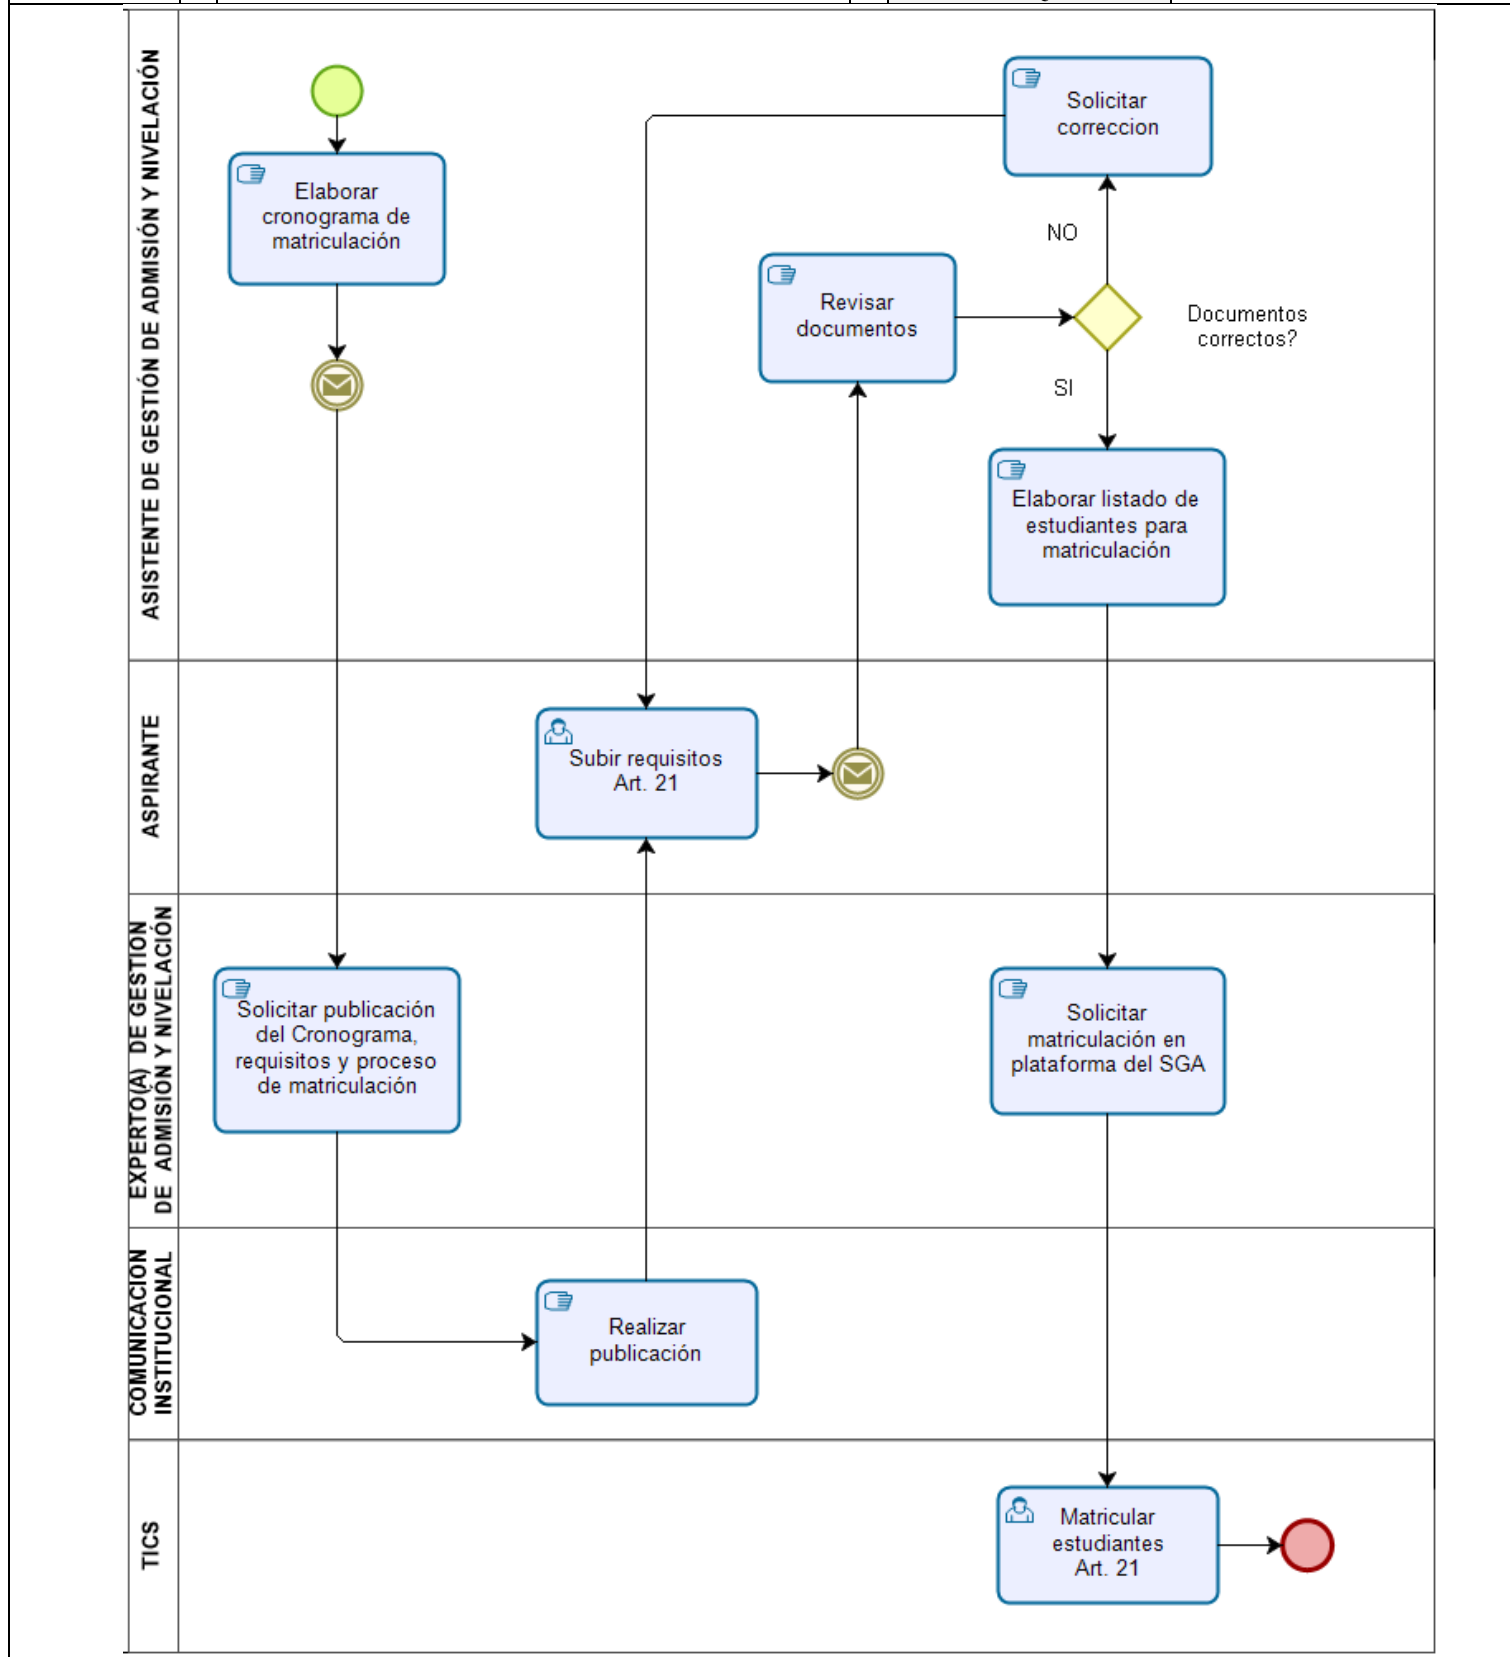 ASISTENTE DE GESTIÓN DE ADMISIÓN Y NIVELACIÓN
Elaborar
cronograma de
matriculación
Solicitar
correccion
NO
Revisar
documentos
Documentos
correctos?
SI
Elaborar listado de
estudiantes para
matriculación
ASPIRANTE
Subir requisitos
Art. 21
EXPERTO(A) DE GESTION
DE ADMISIÓN Y NIVELACIÓN
Solicitar publicación
del Cronograma,
requisitos y proceso
de matriculación
Solicitar
matriculación en
plataforma del SGA
COMUNICACION
INSTITUCIONAL
Realizar
publicación
TICS
Matricular
estudiantes
Art. 21